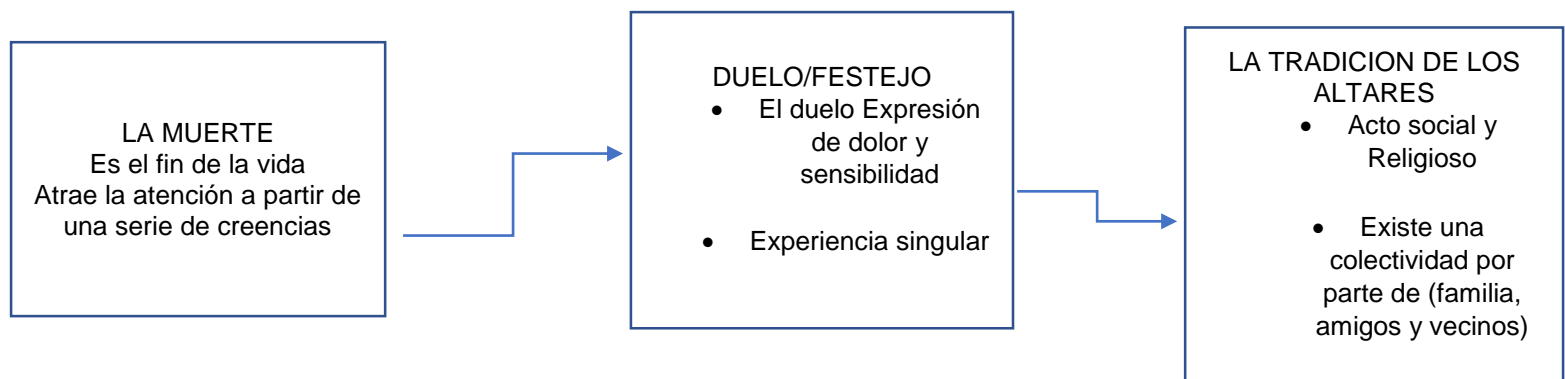 LA MUERTE
Es el fin de la vida
Atrae la atención a partir de
una serie de creencias
DUELO/FESTEJO
• El duelo Expresión
de dolor y
sensibilidad
• Experiencia singular
LA TRADICION DE LOS
ALTARES
• Acto social y
Religioso
• Existe una
colectividad por
parte de (familia,
amigos y vecinos)